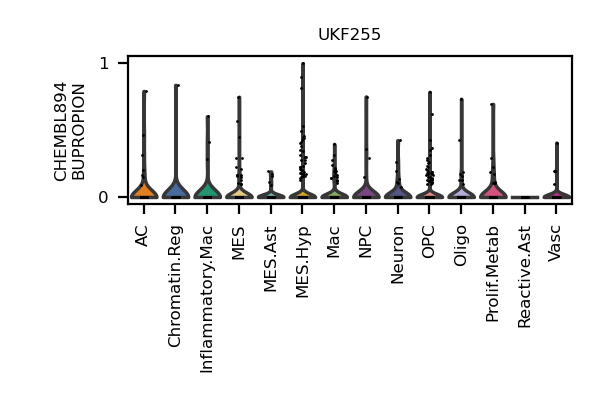 UKF255
CHEMBL894
BUPROPION
1
0
AC
Chromatin.Reg
Inflammatory.Mac
MES
MES.Ast
MES.Hyp
Mac
NPC
Neuron
OPC
Oligo
Prolif.Metab
Reactive.Ast
Vasc